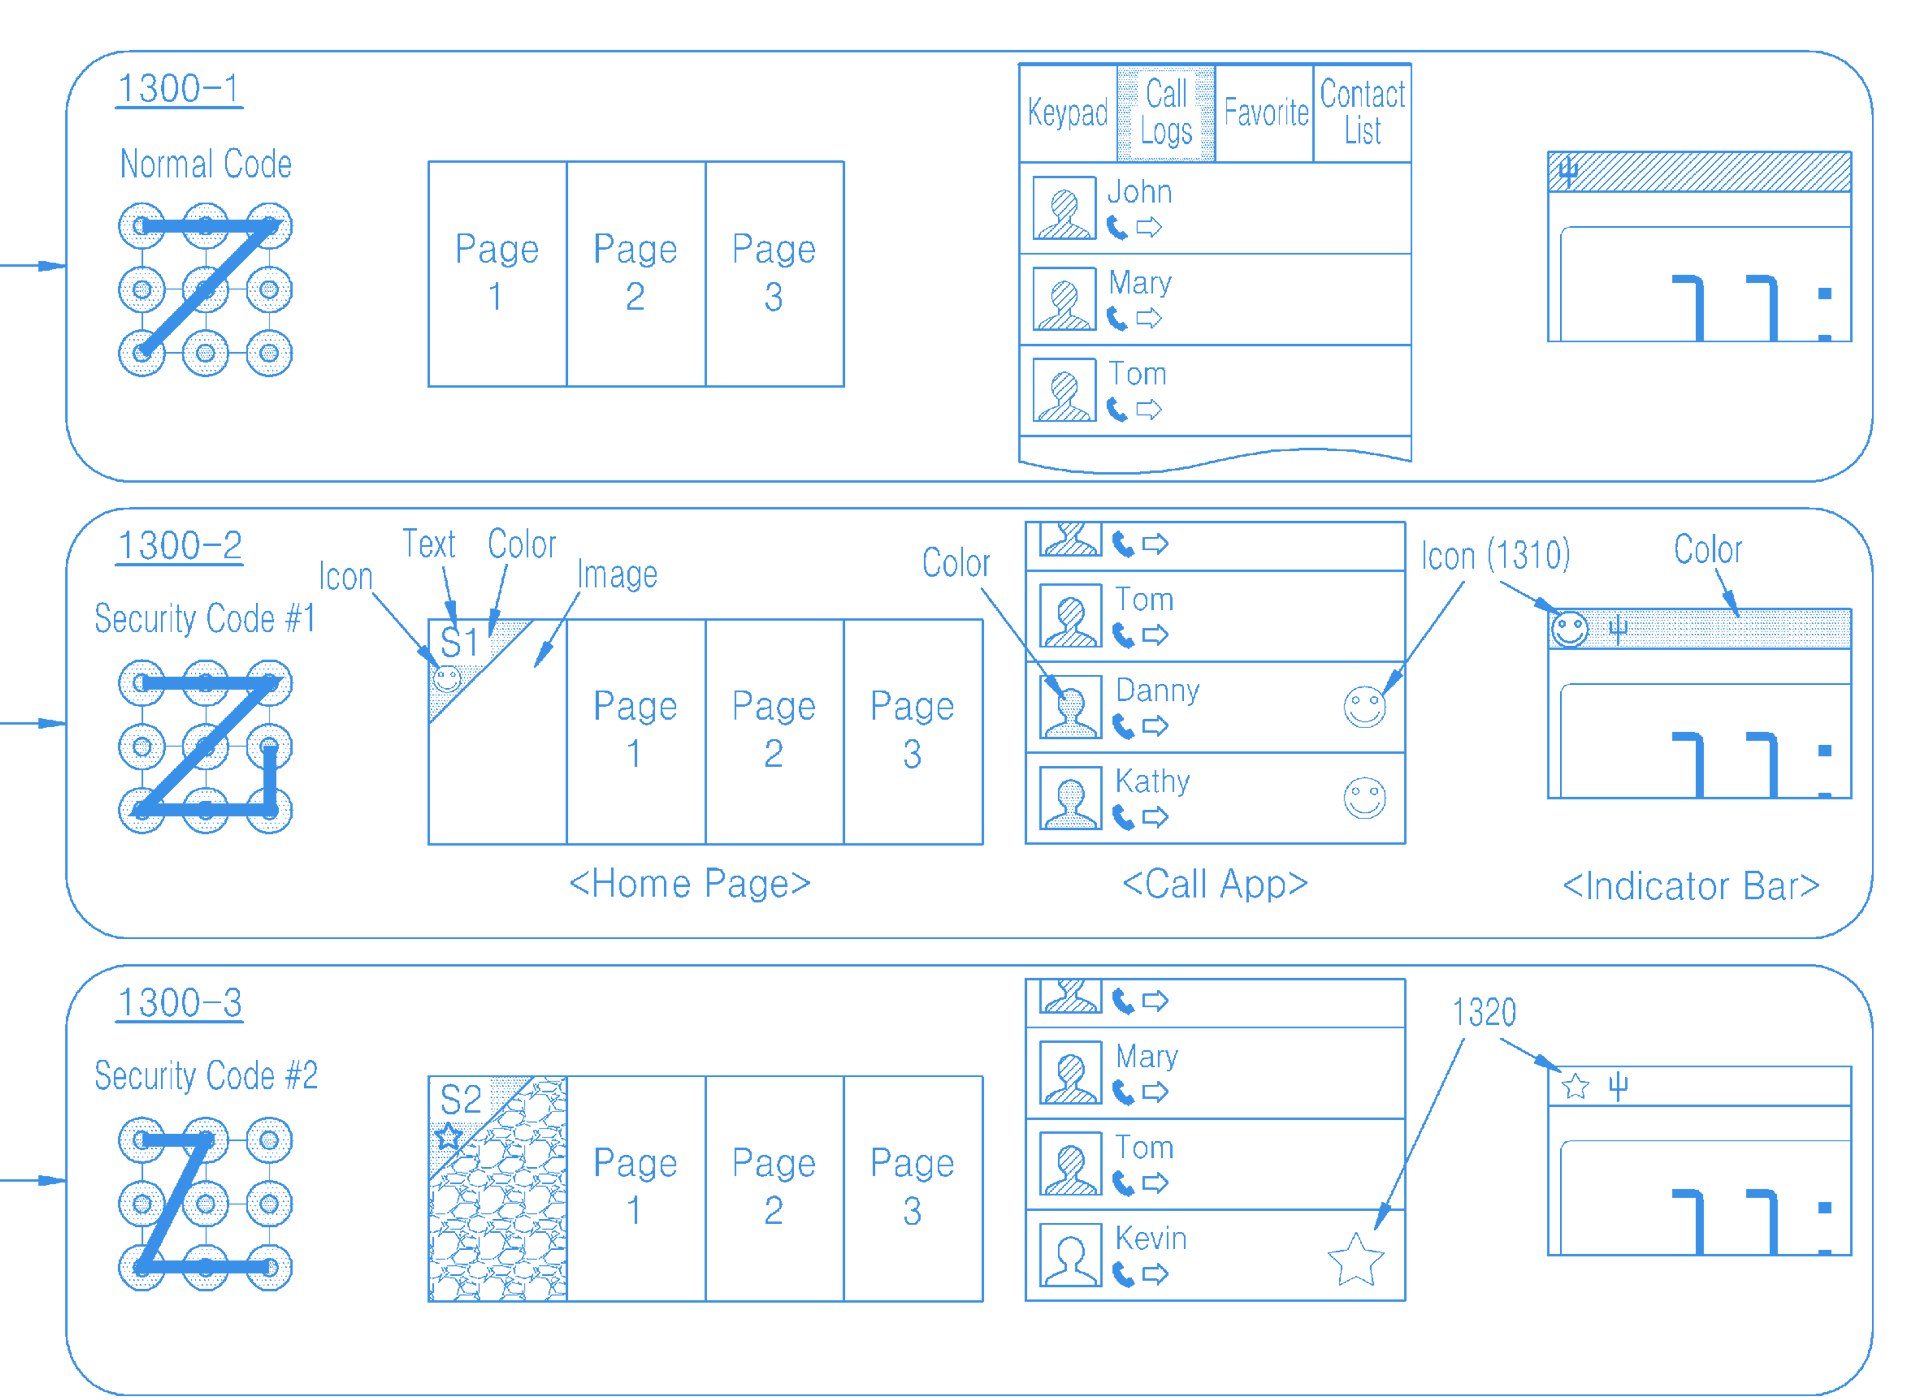 1300-1
Normal Code
Page 1
Page 2
Page 3
Keypad
Call Logs
Favorite
Contact List
John
Mary
Tom
1300-2
Security Code #1
Icon
Text
Color
Image
S1
Page 1
Page 2
Page 3
<Home Page>
Color
Tom
Danny
Kathy
<Call App>
Icon (1310)
Color
<Indicator Bar>
1300-3
Security Code #2
S2
Page 1
Page 2
Page 3
Mary
Tom
Kevin
1320